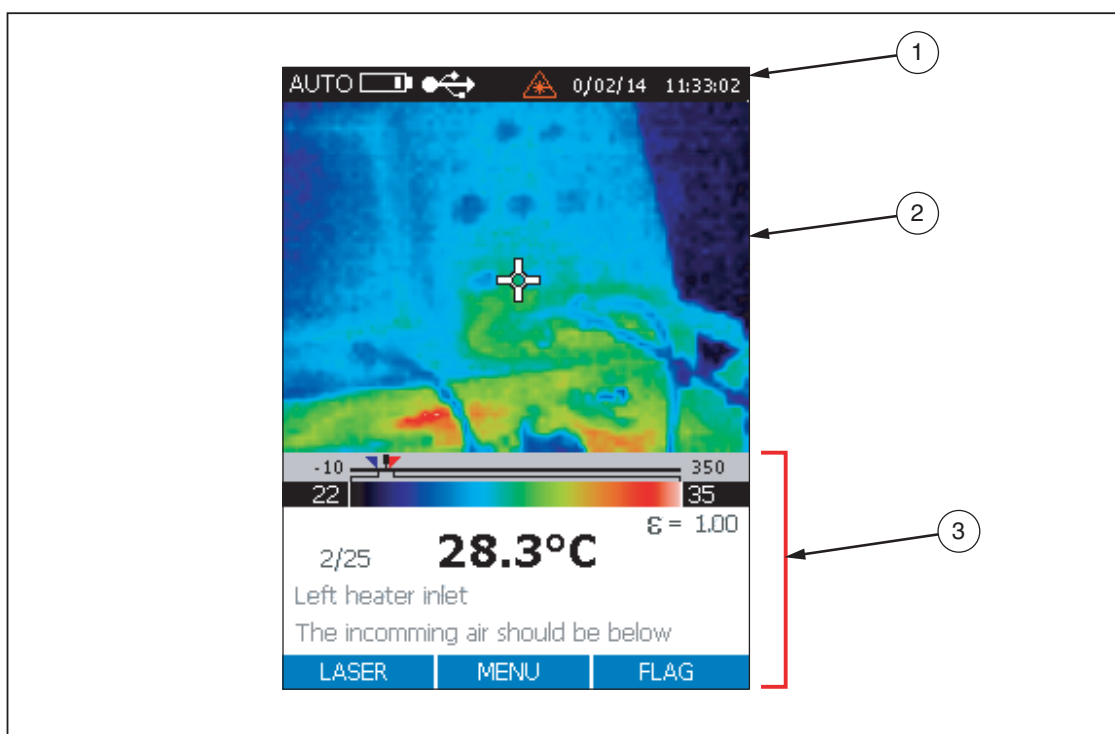 AUTO 0/02/14 11:33:02
1
2
-10 350
22 35
ε = 1.00
2/25 28.3°C
3
Left heater inlet
The incomming air should be below
LASER MENU FLAG